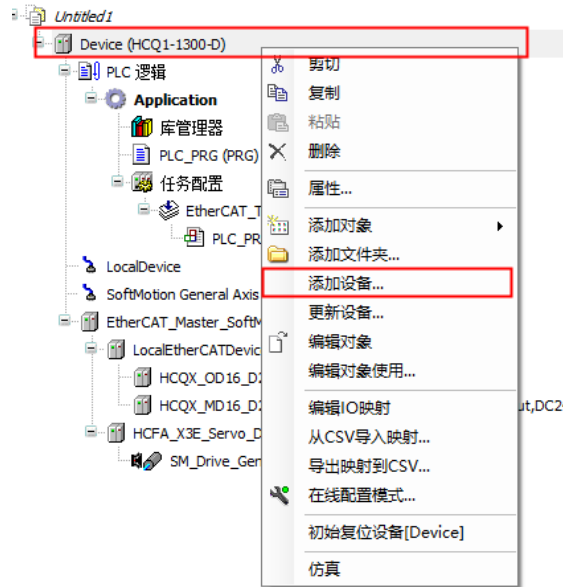 Untitled1
Device (HCQ1-1300-D)
PLC 逻辑
Application
库管理器
PLC_PRG (PRG)
任务配置
EtherCAT_T
PLC_PR
LocalDevice
SoftMotion General Axis
EtherCAT_Master_SoftM
LocalEtherCATDevic
HCQX_OD16_D2
HCQX_MD16_D2
HCFA_X3E_Servo_D
SM_Drive_Gen
剪切
复制
粘贴
删除
属性...
添加对象
添加文件夹...
添加设备...
更新设备...
编辑对象
编辑对象使用...
编辑IO映射
从CSV导入映射...
导出映射到CSV...
在线配置模式...
初始复位设备[Device]
仿真
ut,DC2